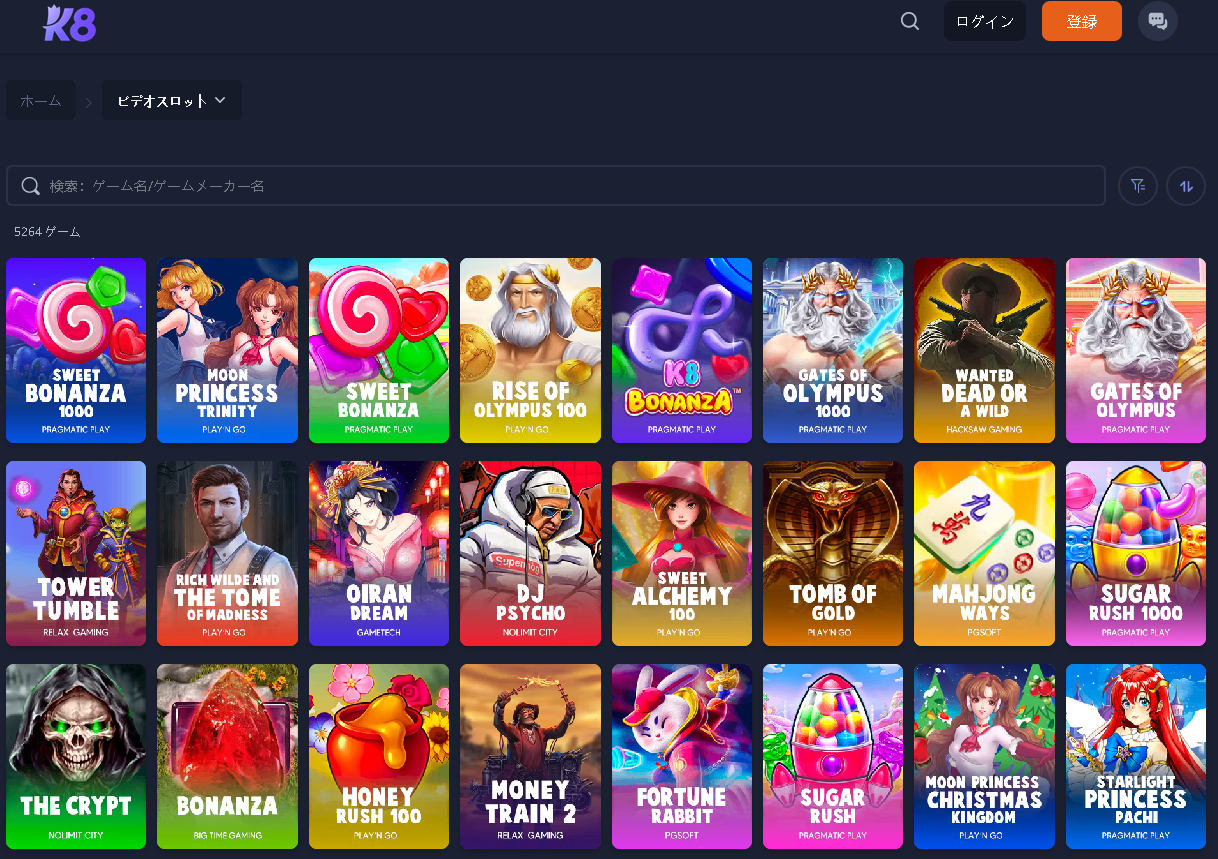 K8
ログイン
登録
ホーム
ビデオスロット
検索: ゲーム名/ゲームメーカー名
5264 ゲーム
SWEET
BONANZA
1000
PRAGMATIC PLAY
MOON
PRINCESS
TRINITY
PLAY'N GO
SWEET
BONANZA
PRAGMATIC PLAY
RISE OF
OLYMPUS 100
PLAY'N GO
K8
BONANZA™
PRAGMATIC PLAY
GATES OF
OLYMPUS
1000
PRAGMATIC PLAY
WANTED
DEAD OR
A WILD
HACKSAW GAMING
GATES OF
OLYMPUS
PRAGMATIC PLAY
TOWER
TUMBLE
RELAX GAMING
RICH WILDE AND
THE TOME
OF MADNESS
PLAY'N GO
OIRAN
DREAM
GAMETECH
DJ
PSYCHO
NOLIMIT CITY
SWEET
ALCHEMY
100
PLAY'N GO
TOMB OF
GOLD
PLAY'N GO
MAHJONG
WAYS
PGSOFT
SUGAR
RUSH 1000
PRAGMATIC PLAY
THE CRYPT
NOLIMIT CITY
BONANZA
BIG TIME GAMING
HONEY
RUSH 100
PLAY'N GO
MONEY
TRAIN 2
RELAX GAMING
FORTUNE
RABBIT
PGSOFT
SUGAR
RUSH
PRAGMATIC PLAY
MOON PRINCESS
CHRISTMAS
KINGDOM
PLAY'N GO
STARLIGHT
PRINCESS
PACHI
PRAGMATIC PLAY